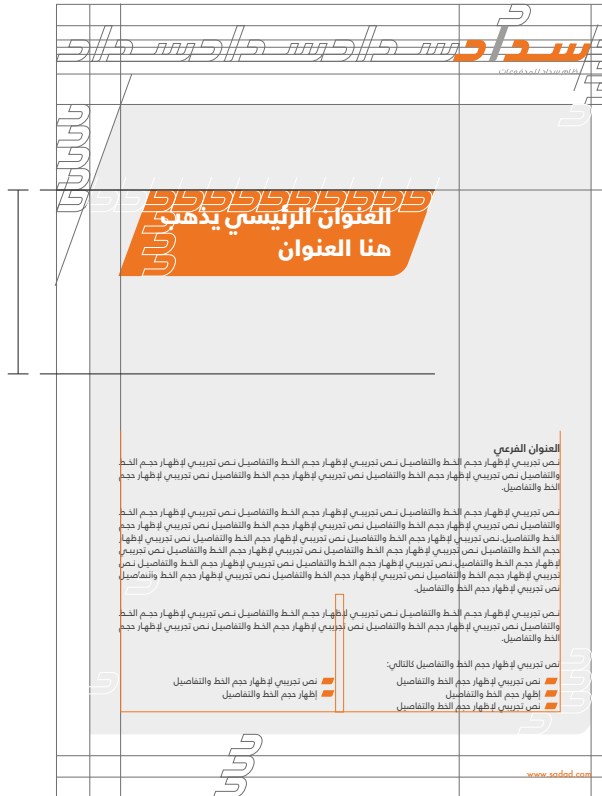 سداد
نظام سداد للمدفوعات
العنوان الرئيسي يذهب
هنا العنوان
العنوان الفرعي
نص تجريبي لإظهار حجم الخط والتفاصيل نص تجريبي لإظهار حجم الخط والتفاصيل نص تجريبي لإظهار حجم الخط
والتفاصيل نص تجريبي لإظهار حجم الخط والتفاصيل نص تجريبي لإظهار حجم الخط والتفاصيل نص تجريبي لإظهار حجم
الخط والتفاصيل.
نص تجريبي لإظهار حجم الخط والتفاصيل نص تجريبي لإظهار حجم الخط والتفاصيل نص تجريبي لإظهار حجم الخط
والتفاصيل نص تجريبي لإظهار حجم الخط والتفاصيل نص تجريبي لإظهار حجم الخط والتفاصيل نص تجريبي لإظهار حجم
الخط والتفاصيل.نص تجريبي لإظهار حجم الخط والتفاصيل نص تجريبي لإظهار حجم الخط والتفاصيل نص تجريبي لإظهار
حجم الخط والتفاصيل نص تجريبي لإظهار حجم الخط والتفاصيل نص تجريبي لإظهار حجم الخط والتفاصيل نص تجريبي
لإظهار حجم الخط والتفاصيل.نص تجريبي لإظهار حجم الخط والتفاصيل نص تجريبي لإظهار حجم الخط والتفاصيل نص
تجريبي لإظهار حجم الخط والتفاصيل نص تجريبي لإظهار حجم الخط والتفاصيل نص تجريبي لإظهار حجم الخط والتفاصيل
نص تجريبي لإظهار حجم الخط والتفاصيل.
نص تجريبي لإظهار حجم الخط والتفاصيل نص تجريبي لإظهار حجم الخط والتفاصيل نص تجريبي لإظهار حجم الخط
والتفاصيل نص تجريبي لإظهار حجم الخط والتفاصيل نص تجريبي لإظهار حجم الخط والتفاصيل نص تجريبي لإظهار حجم
الخط والتفاصيل.
نص تجريبي لإظهار حجم الخط والتفاصيل كالتالي:
نص تجريبي لإظهار حجم الخط والتفاصيل
إظهار حجم الخط والتفاصيل
نص تجريبي لإظهار حجم الخط والتفاصيل
نص تجريبي لإظهار حجم الخط والتفاصيل
إظهار حجم الخط والتفاصيل
www.sadad.com